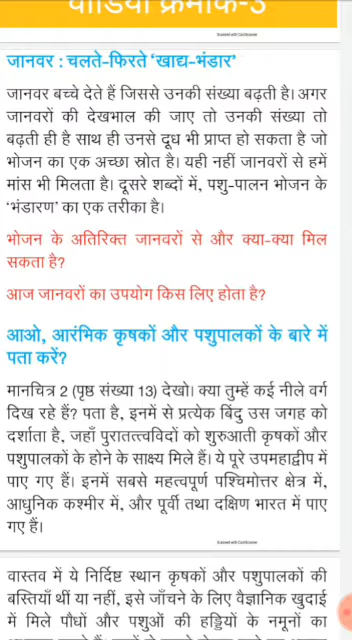 पाडिया क्रमांक-3
Scanned with CamScanner
जानवर : चलते-फिरते ‘खाद्य-भंडार’
जानवर बच्चे देते हैं जिससे उनकी संख्या बढ़ती है। अगर
जानवरों की देखभाल की जाए तो उनकी संख्या तो
बढ़ती ही है साथ ही उनसे दूध भी प्राप्त हो सकता है जो
भोजन का एक अच्छा स्रोत है। यही नहीं जानवरों से हमें
मांस भी मिलता है। दूसरे शब्दों में, पशु-पालन भोजन के
‘भंडारण’ का एक तरीका है।
भोजन के अतिरिक्त जानवरों से और क्या-क्या मिल
सकता है?
आज जानवरों का उपयोग किस लिए होता है?
आओ, आरंभिक कृषकों और पशुपालकों के बारे में
पता करें?
मानचित्र 2 (पृष्ठ संख्या 13) देखो। क्या तुम्हें कई नीले वर्ग
दिख रहे हैं? पता है, इनमें से प्रत्येक बिंदु उस जगह को
दर्शाता है, जहाँ पुरातत्त्वविदों को शुरुआती कृषकों और
पशुपालकों के होने के साक्ष्य मिले हैं। ये पूरे उपमहाद्वीप में
पाए गए हैं। इनमें सबसे महत्वपूर्ण पश्चिमोत्तर क्षेत्र में,
आधुनिक कश्मीर में, और पूर्वी तथा दक्षिण भारत में पाए
गए हैं।
Scanned with CamScanner
वास्तव में ये निर्दिष्ट स्थान कृषकों और पशुपालकों की
बस्तियाँ थीं या नहीं, इसे जाँचने के लिए वैज्ञानिक खुदाई
में मिले पौधों और पशुओं की हड्डियों के नमूनों का